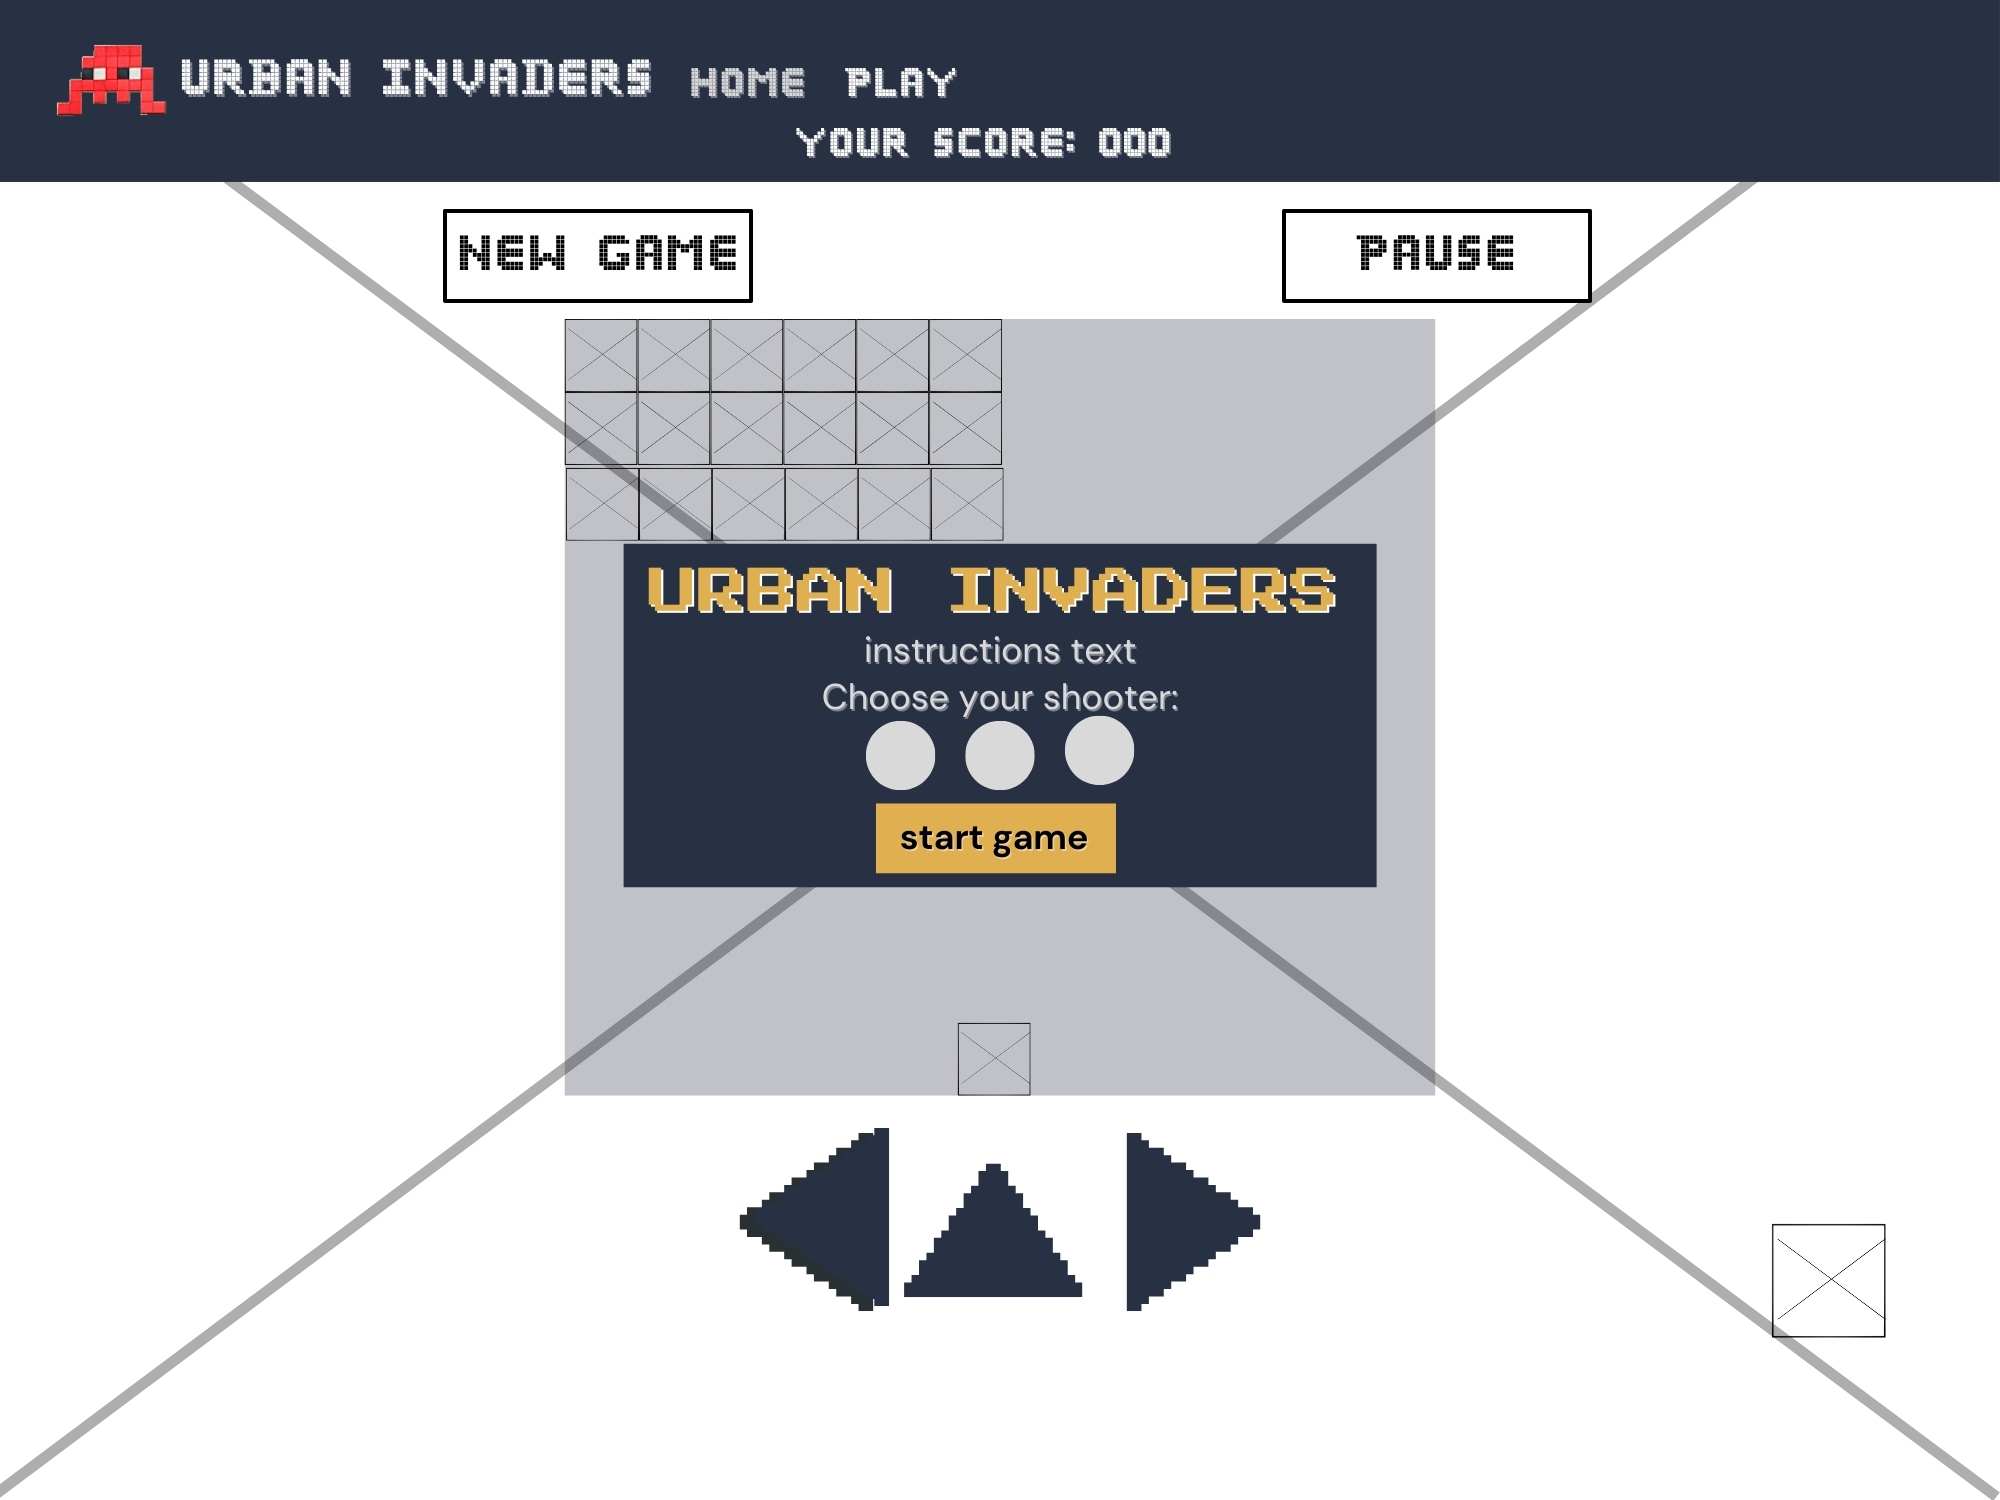 URBAN INVADERS HOME PLAY
YOUR SCORE: 000
NEW GAME PAUSE
URBAN INVADERS
instructions text
Choose your shooter:
start game